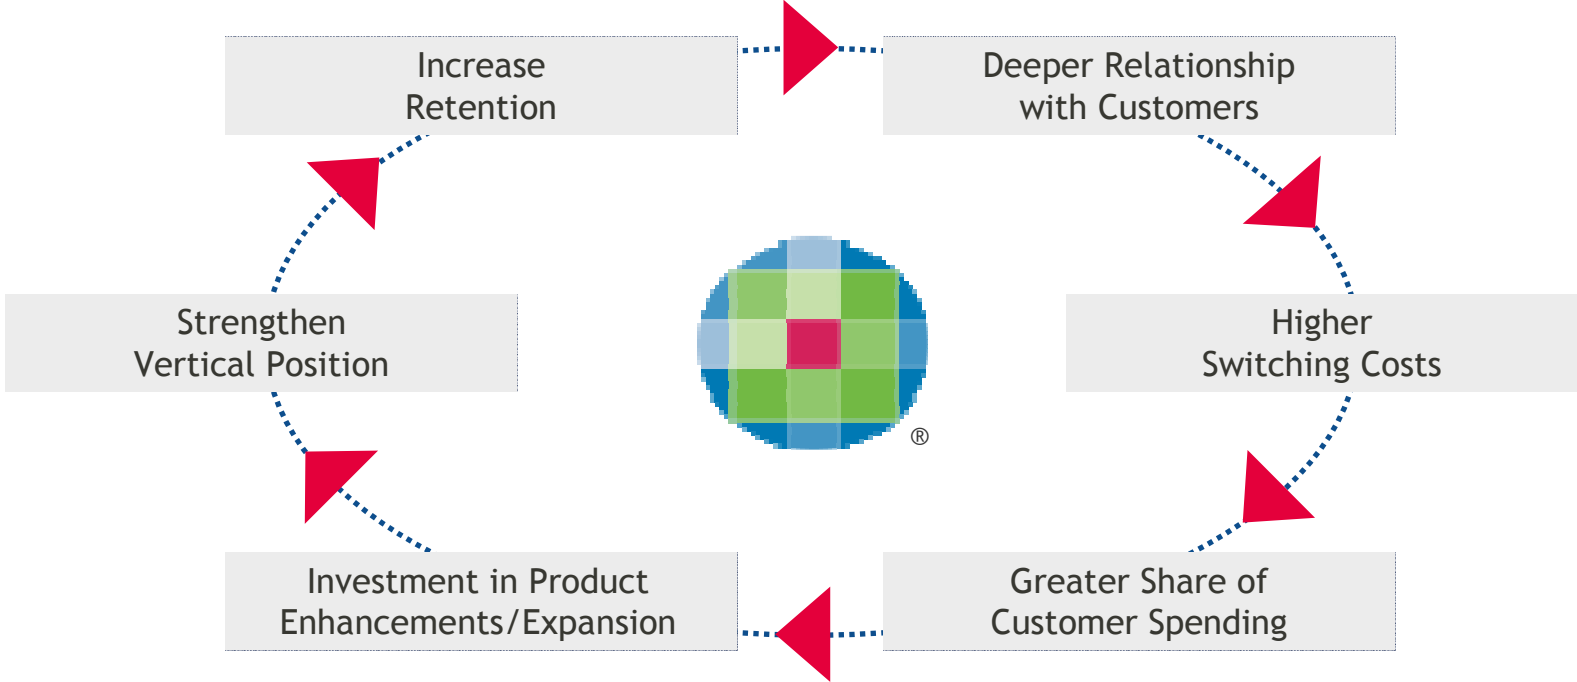 Increase
Retention
Deeper Relationship
with Customers
Strengthen
Vertical Position
Higher
Switching Costs
®
Investment in Product
Enhancements/Expansion
Greater Share of
Customer Spending